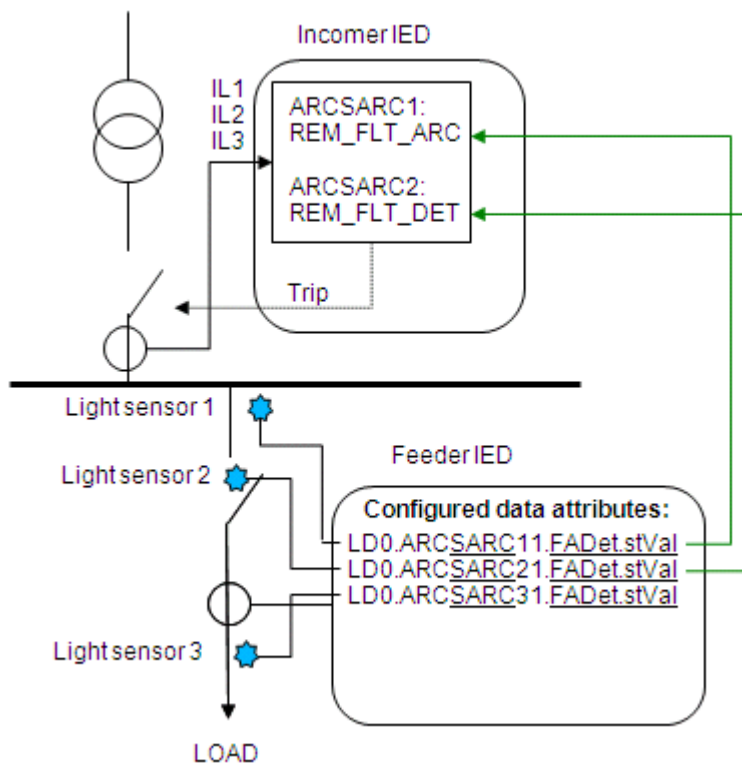 Incomer IED
IL1
IL2
IL3
ARCSARC1:
REM_FLT_ARC
ARCSARC2:
REM_FLT_DET
Trip
Light sensor 1
Light sensor 2
Feeder IED
Configured data attributes:
LD0.ARCSARC11.FADet.stVal
LD0.ARCSARC21.FADet.stVal
LD0.ARCSARC31.FADet.stVal
Light sensor 3
LOAD